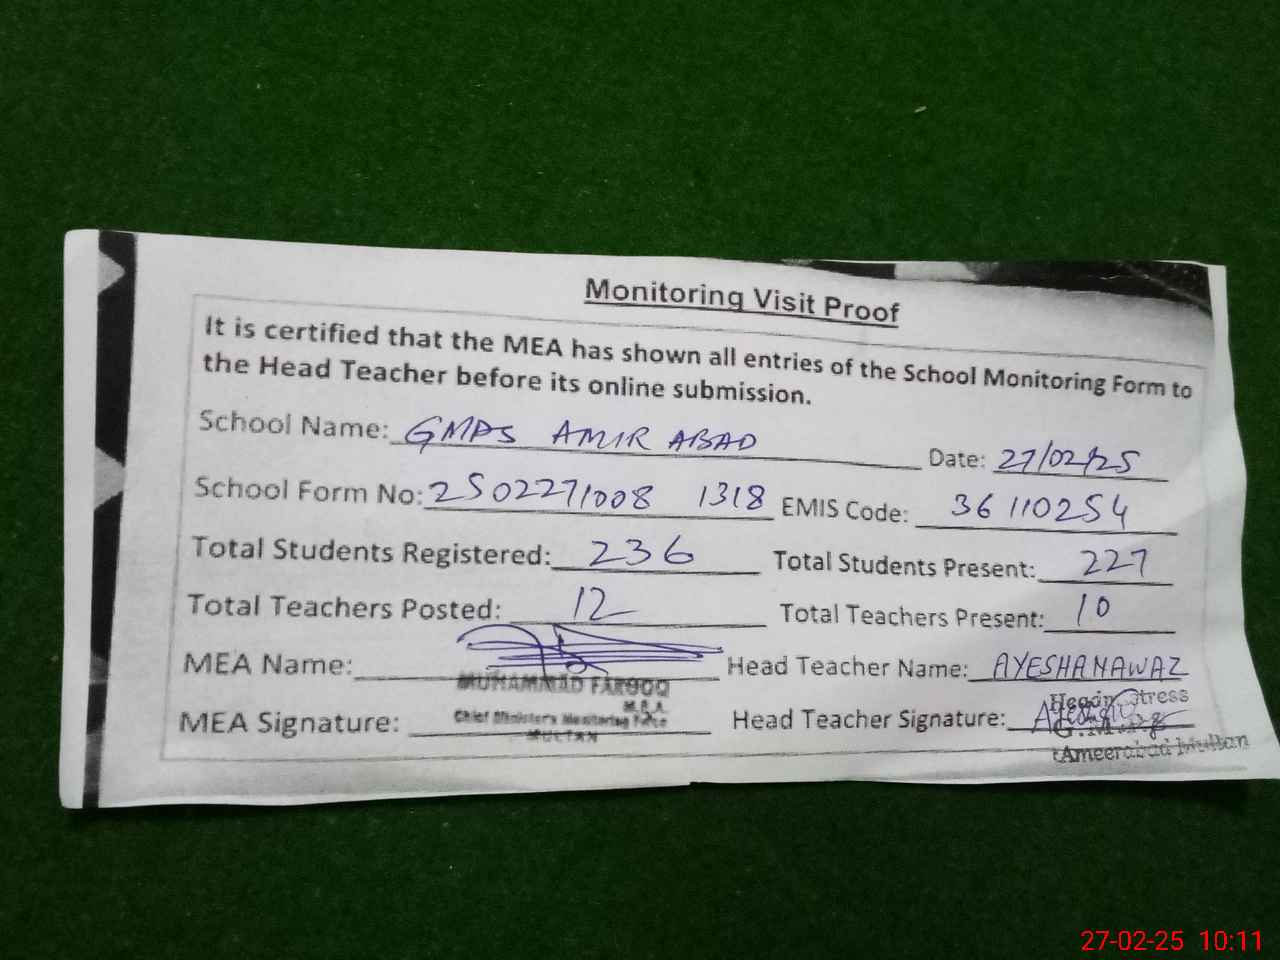 Monitoring Visit Proof
It is certified that the MEA has shown all entries of the School Monitoring Form to
the Head Teacher before its online submission.
School Name: GMPS AMIR ABAD Date: 27/02/25
School Form No: 2502271008 1318 EMIS Code: 36110254
Total Students Registered: 236 Total Students Present: 227
Total Teachers Posted: 12 Total Teachers Present: 10
MEA Name: Head Teacher Name: AYESHA NAWAZ
MUHAMMAD FAROOQ
M.B.A
MEA Signature: Chief Minister's Monitoring Force Head Teacher Signature: Headmistress
MULTAN
Ameerabad Multan
27-02-25 10:11